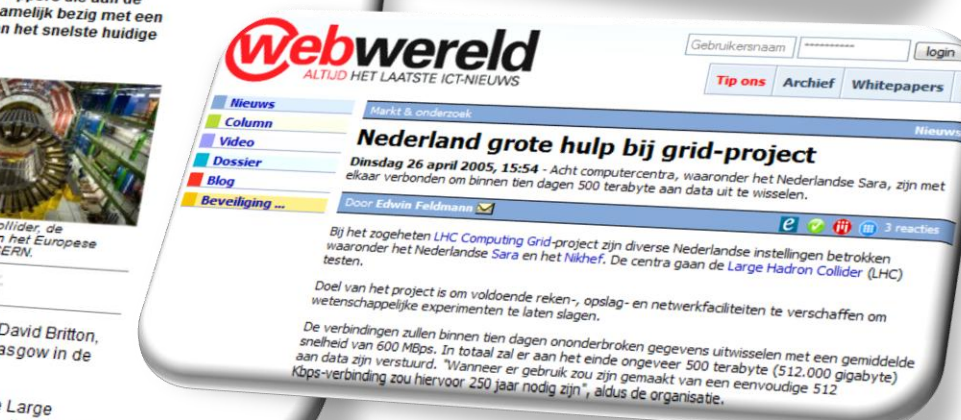 amelijk bezig met een
n het snelste huidige
ollider, de
n het Europese
CERN.
David Britton,
asgow in de
Large
Webwereld
ALTIJD HET LAATSTE ICT-NIEUWS
Gebruikersnaam ********** login
Tip ons Archief Whitepapers
Nieuws
Column
Video
Dossier
Blog
Beveiliging ...
Markt & onderzoek Nieuws
Nederland grote hulp bij grid-project
Dinsdag 26 april 2005, 15:54 - Acht computercentra, waaronder het Nederlandse Sara, zijn met
elkaar verbonden om binnen tien dagen 500 terabyte aan data uit te wisselen.
Door Edwin Feldmann 3 reacties
Bij het zogeheten LHC Computing Grid-project zijn diverse Nederlandse instellingen betrokken
waaronder het Nederlandse Sara en het Nikhef. De centra gaan de Large Hadron Collider (LHC)
testen.
Doel van het project is om voldoende reken-, opslag- en netwerkfaciliteiten te verschaffen om
wetenschappelijke experimenten te laten slagen.
De verbindingen zullen binnen tien dagen ononderbroken gegevens uitwisselen met een gemiddelde
snelheid van 600 MBps. In totaal zal er aan het einde ongeveer 500 terabyte (512.000 gigabyte)
aan data zijn verstuurd. "Wanneer er gebruik zou zijn gemaakt van een eenvoudige 512
Kbps-verbinding zou hiervoor 250 jaar nodig zijn", aldus de organisatie.